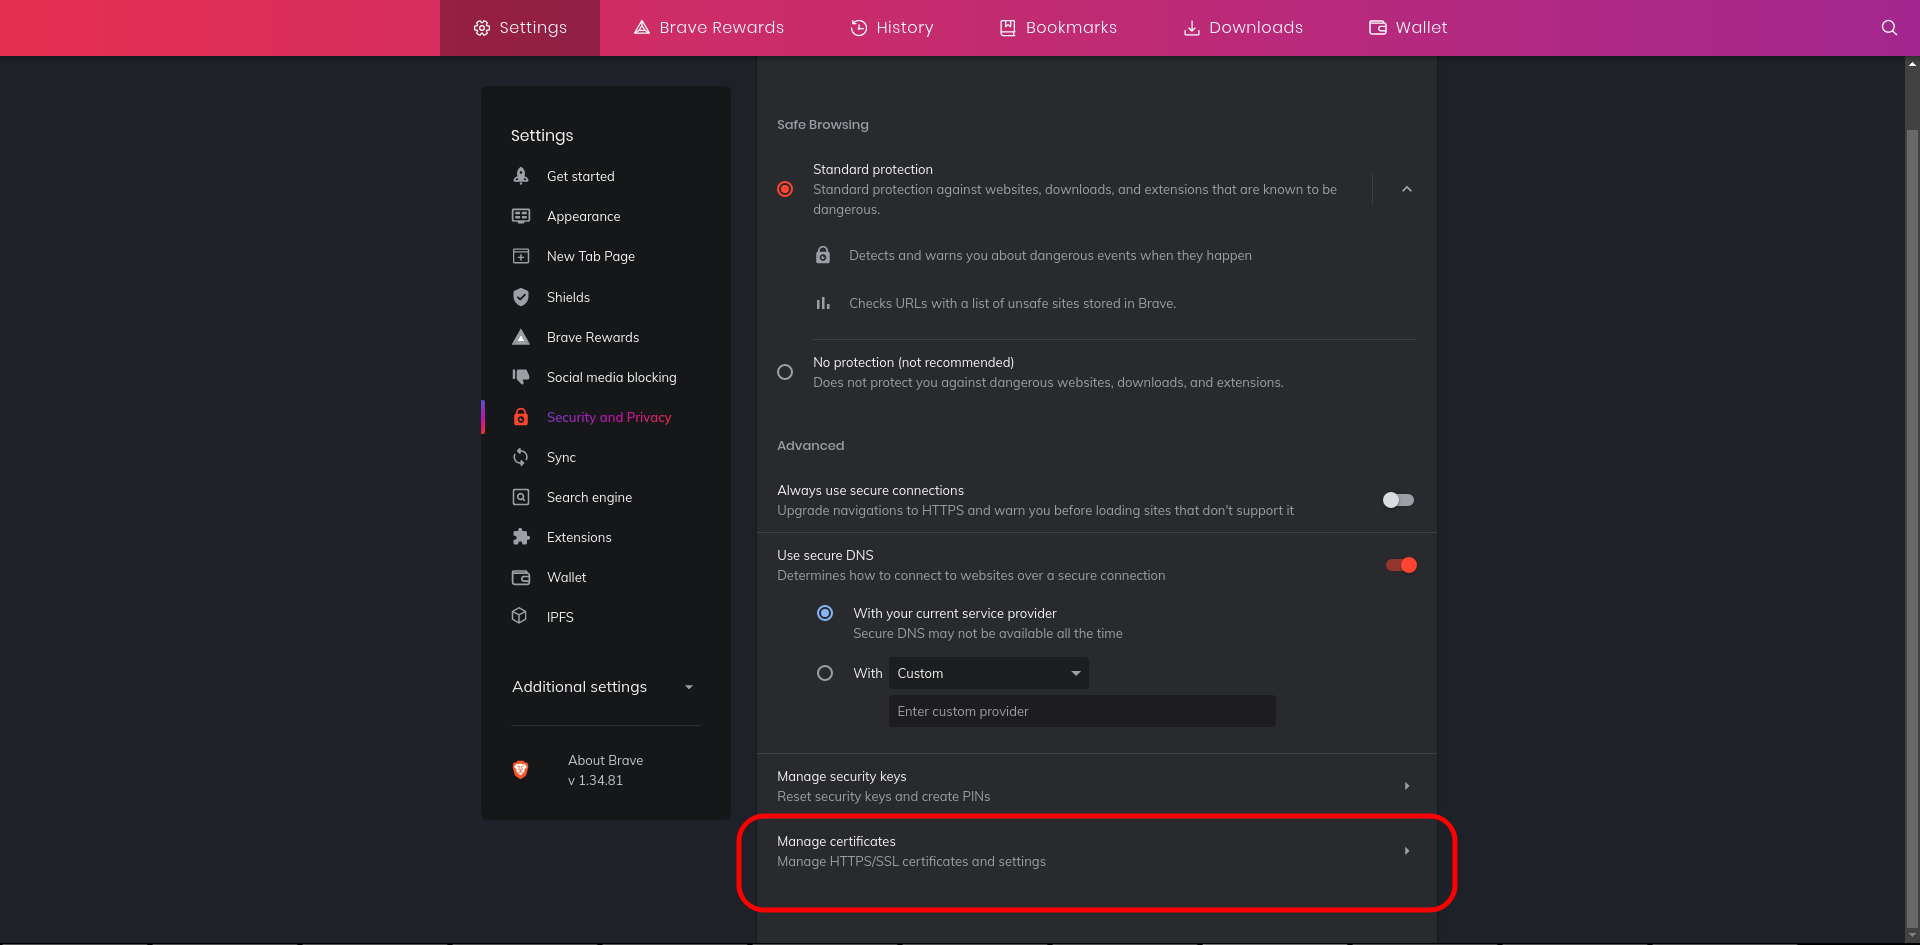 Settings
Brave Rewards
History
Bookmarks
Downloads
Wallet
Settings
Get started
Appearance
New Tab Page
Shields
Brave Rewards
Social media blocking
Security and Privacy
Sync
Search engine
Extensions
Wallet
IPFS
Additional settings
About Brave
v 1.34.81
Safe Browsing
Standard protection
Standard protection against websites, downloads, and extensions that are known to be
dangerous.
Detects and warns you about dangerous events when they happen
Checks URLs with a list of unsafe sites stored in Brave.
No protection (not recommended)
Does not protect you against dangerous websites, downloads, and extensions.
Advanced
Always use secure connections
Upgrade navigations to HTTPS and warn you before loading sites that don't support it
Use secure DNS
Determines how to connect to websites over a secure connection
With your current service provider
Secure DNS may not be available all the time
With Custom
Enter custom provider
Manage security keys
Reset security keys and create PINs
Manage certificates
Manage HTTPS/SSL certificates and settings